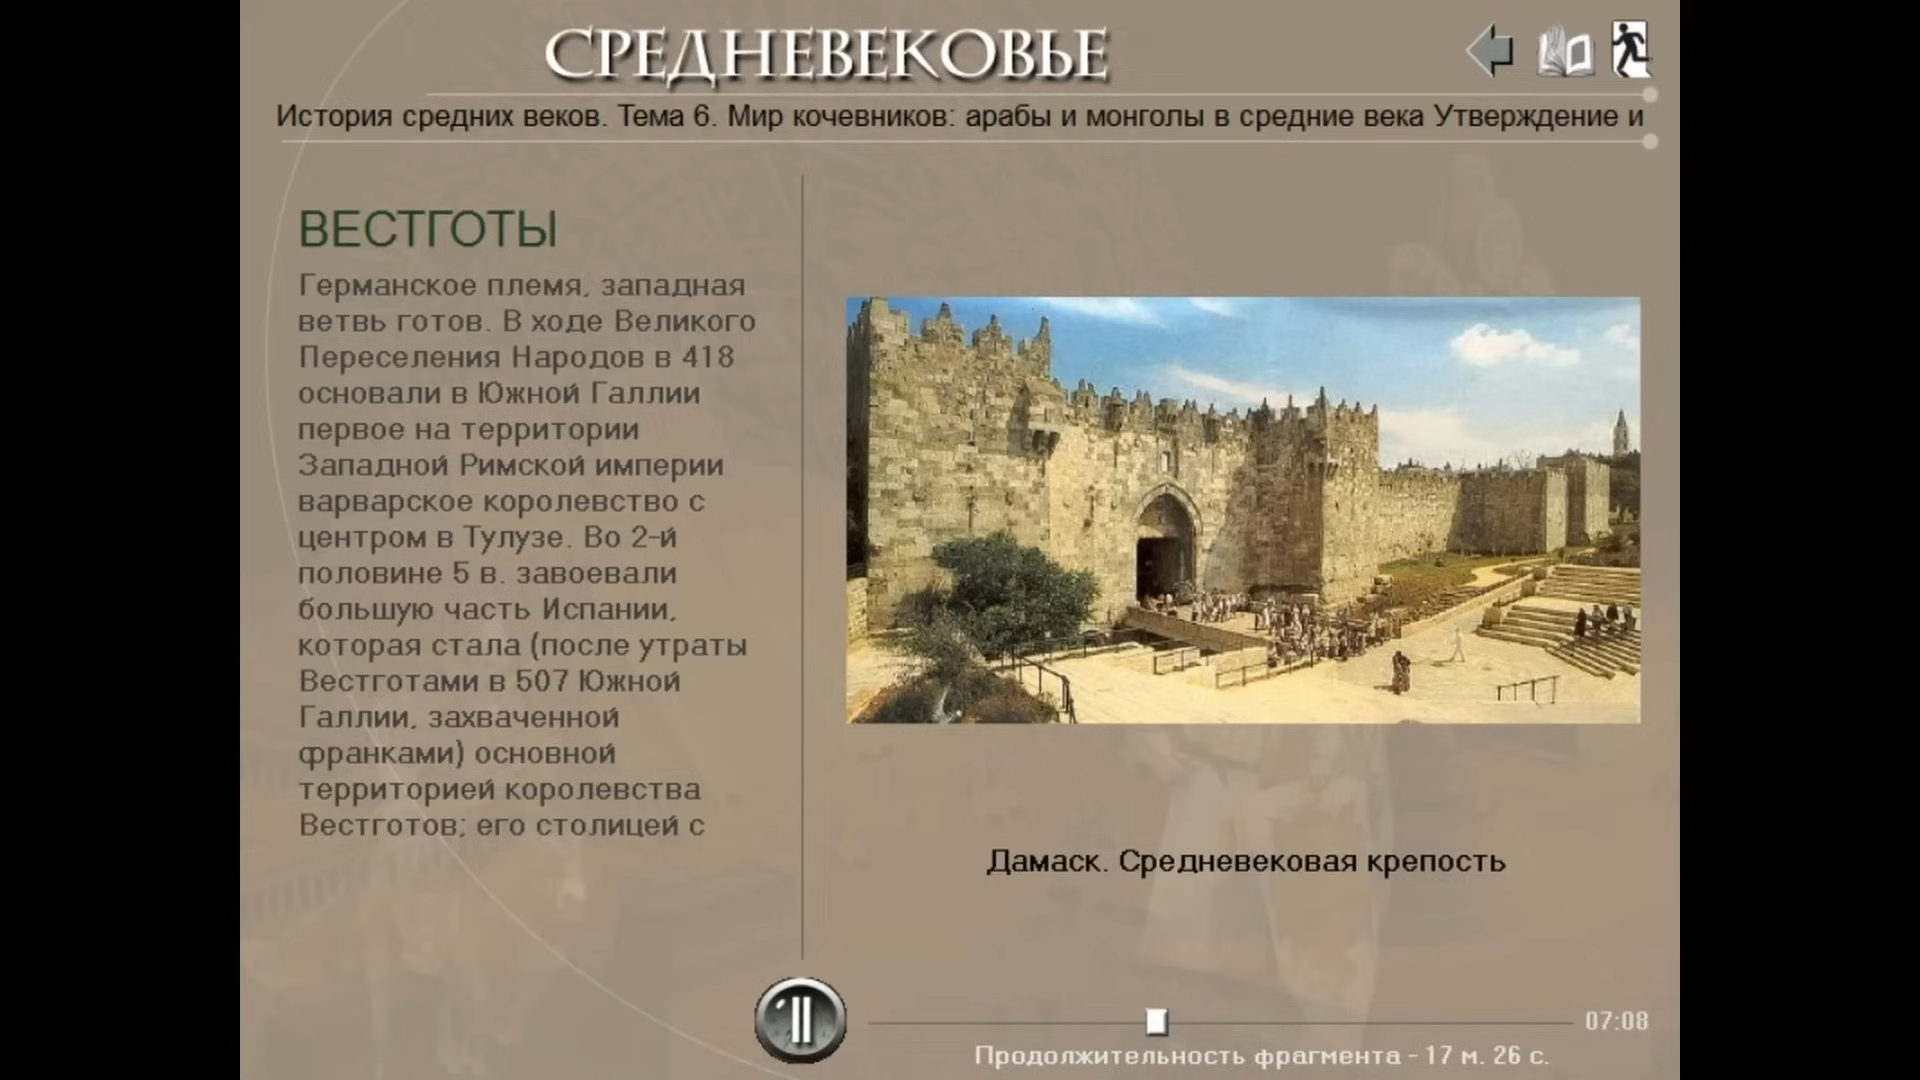 СРЕДНЕВЕКОВЬЕ
История средних веков. Тема 6. Мир кочевников: арабы и монголы в средние века Утверждение и
ВЕСТГОТЫ
Германское племя, западная
ветвь готов. В ходе Великого
Переселения Народов в 418
основали в Южной Галлии
первое на территории
Западной Римской империи
варварское королевство с
центром в Тулузе. Во 2-й
половине 5 в. завоевали
большую часть Испании,
которая стала (после утраты
Вестготами в 507 Южной
Галлии, захваченной
франками) основной
территорией королевства
Вестготов; его столицей с
Дамаск. Средневековая крепость
07:08
Продолжительность фрагмента - 17 м. 26 с.